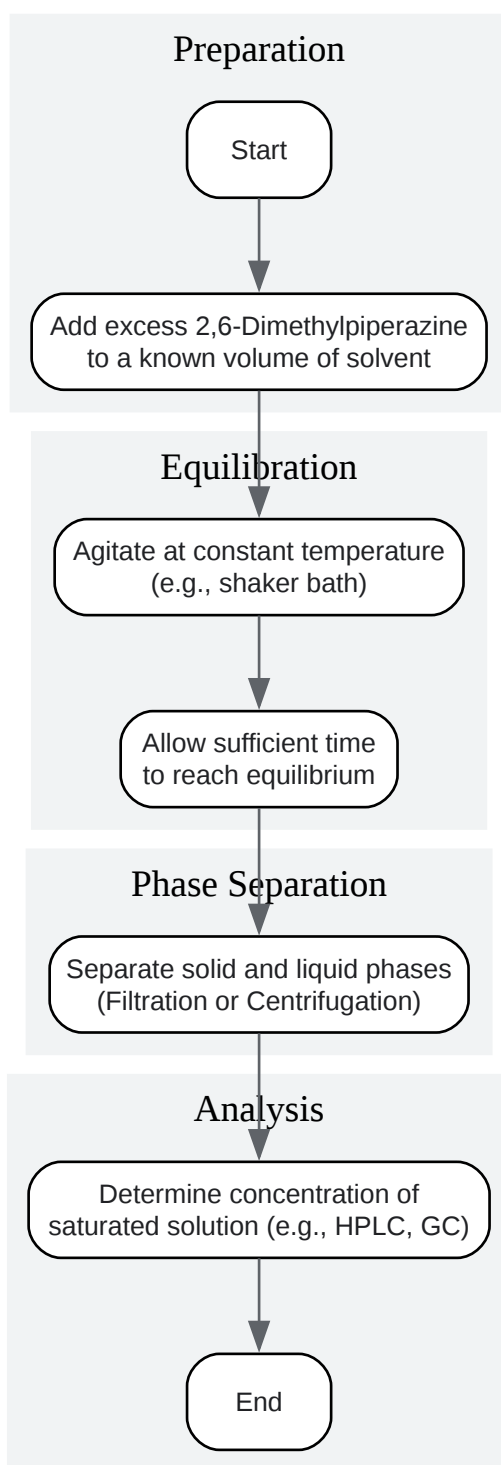 Preparation
Start
Add excess 2,6-Dimethylpiperazine
to a known volume of solvent
Equilibration
Agitate at constant temperature
(e.g., shaker bath)
Allow sufficient time
to reach equilibrium
Phase Separation
Separate solid and liquid phases
(Filtration or Centrifugation)
Analysis
Determine concentration of
saturated solution (e.g., HPLC, GC)
End